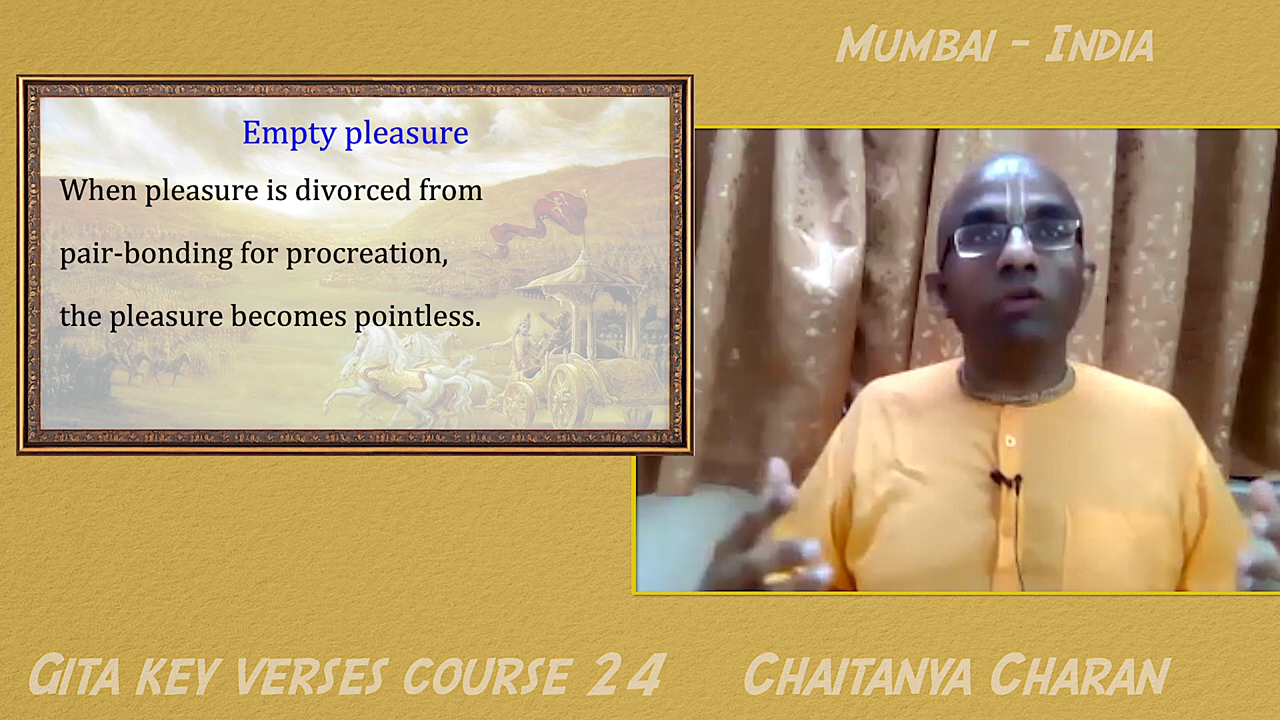 Mumbai - India
Empty pleasure
When pleasure is divorced from
pair-bonding for procreation,
the pleasure becomes pointless.
Gita key verses course 24
Chaitanya Charan